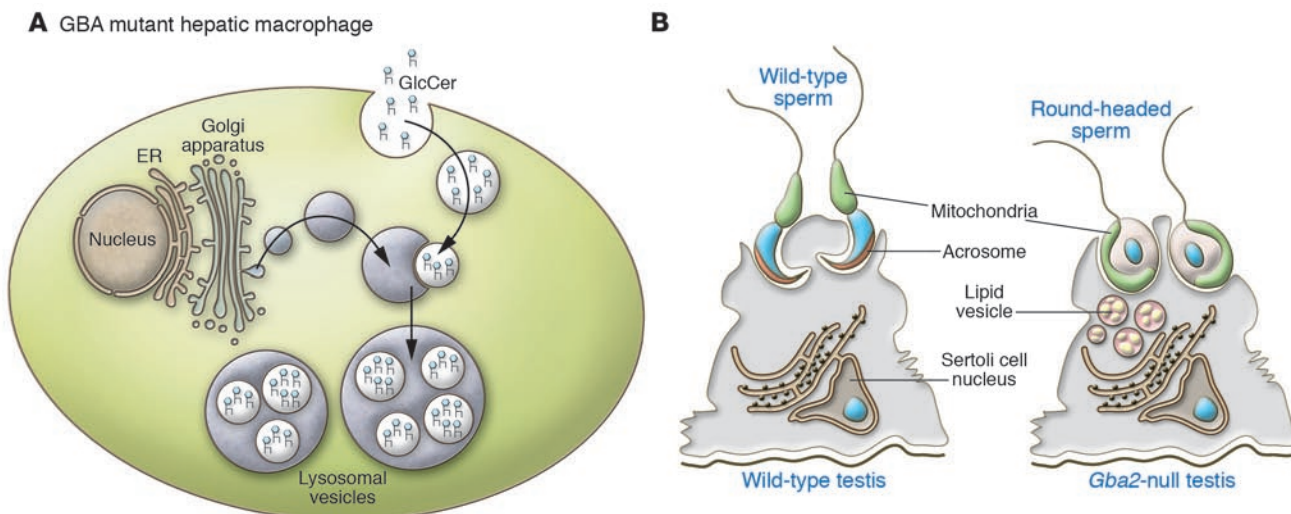 A GBA mutant hepatic macrophage
GlcCer
Golgi
apparatus
ER
Nucleus
Lysosomal
vesicles
B
Wild-type
sperm
Round-headed
sperm
Mitochondria
Acrosome
Lipid
vesicle
Sertoli cell
nucleus
Wild-type testis
Gba2-null testis